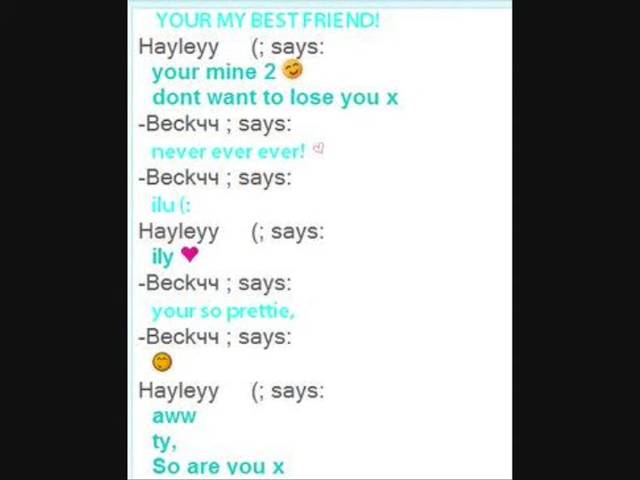 YOUR MY BEST FRIEND!
Hayleyy (; says:
your mine 2
dont want to lose you x
-Beckчч ; says:
never ever ever!
-Beckчч ; says:
ilu (:
Hayleyy (; says:
ily
-Beckчч ; says:
your so prettie,
-Beckчч ; says:
Hayleyy (; says:
aww
ty,
So are you x